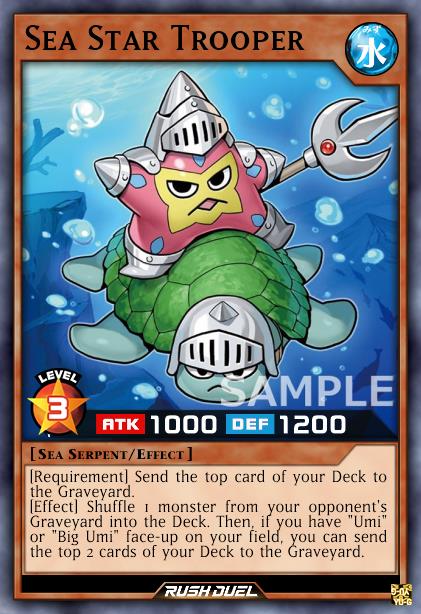 Sea Star Trooper
みず
水
SAMPLE
LEVEL
3
ATK 1000 DEF 1200
[Sea Serpent/Effect]
[Requirement] Send the top card of your Deck to
the Graveyard.
[Effect] Shuffle 1 monster from your opponent's
Graveyard into the Deck. Then, if you have "Umi"
or "Big Umi" face-up on your field, you can send
the top 2 cards of your Deck to the Graveyard.
RUSH DUEL